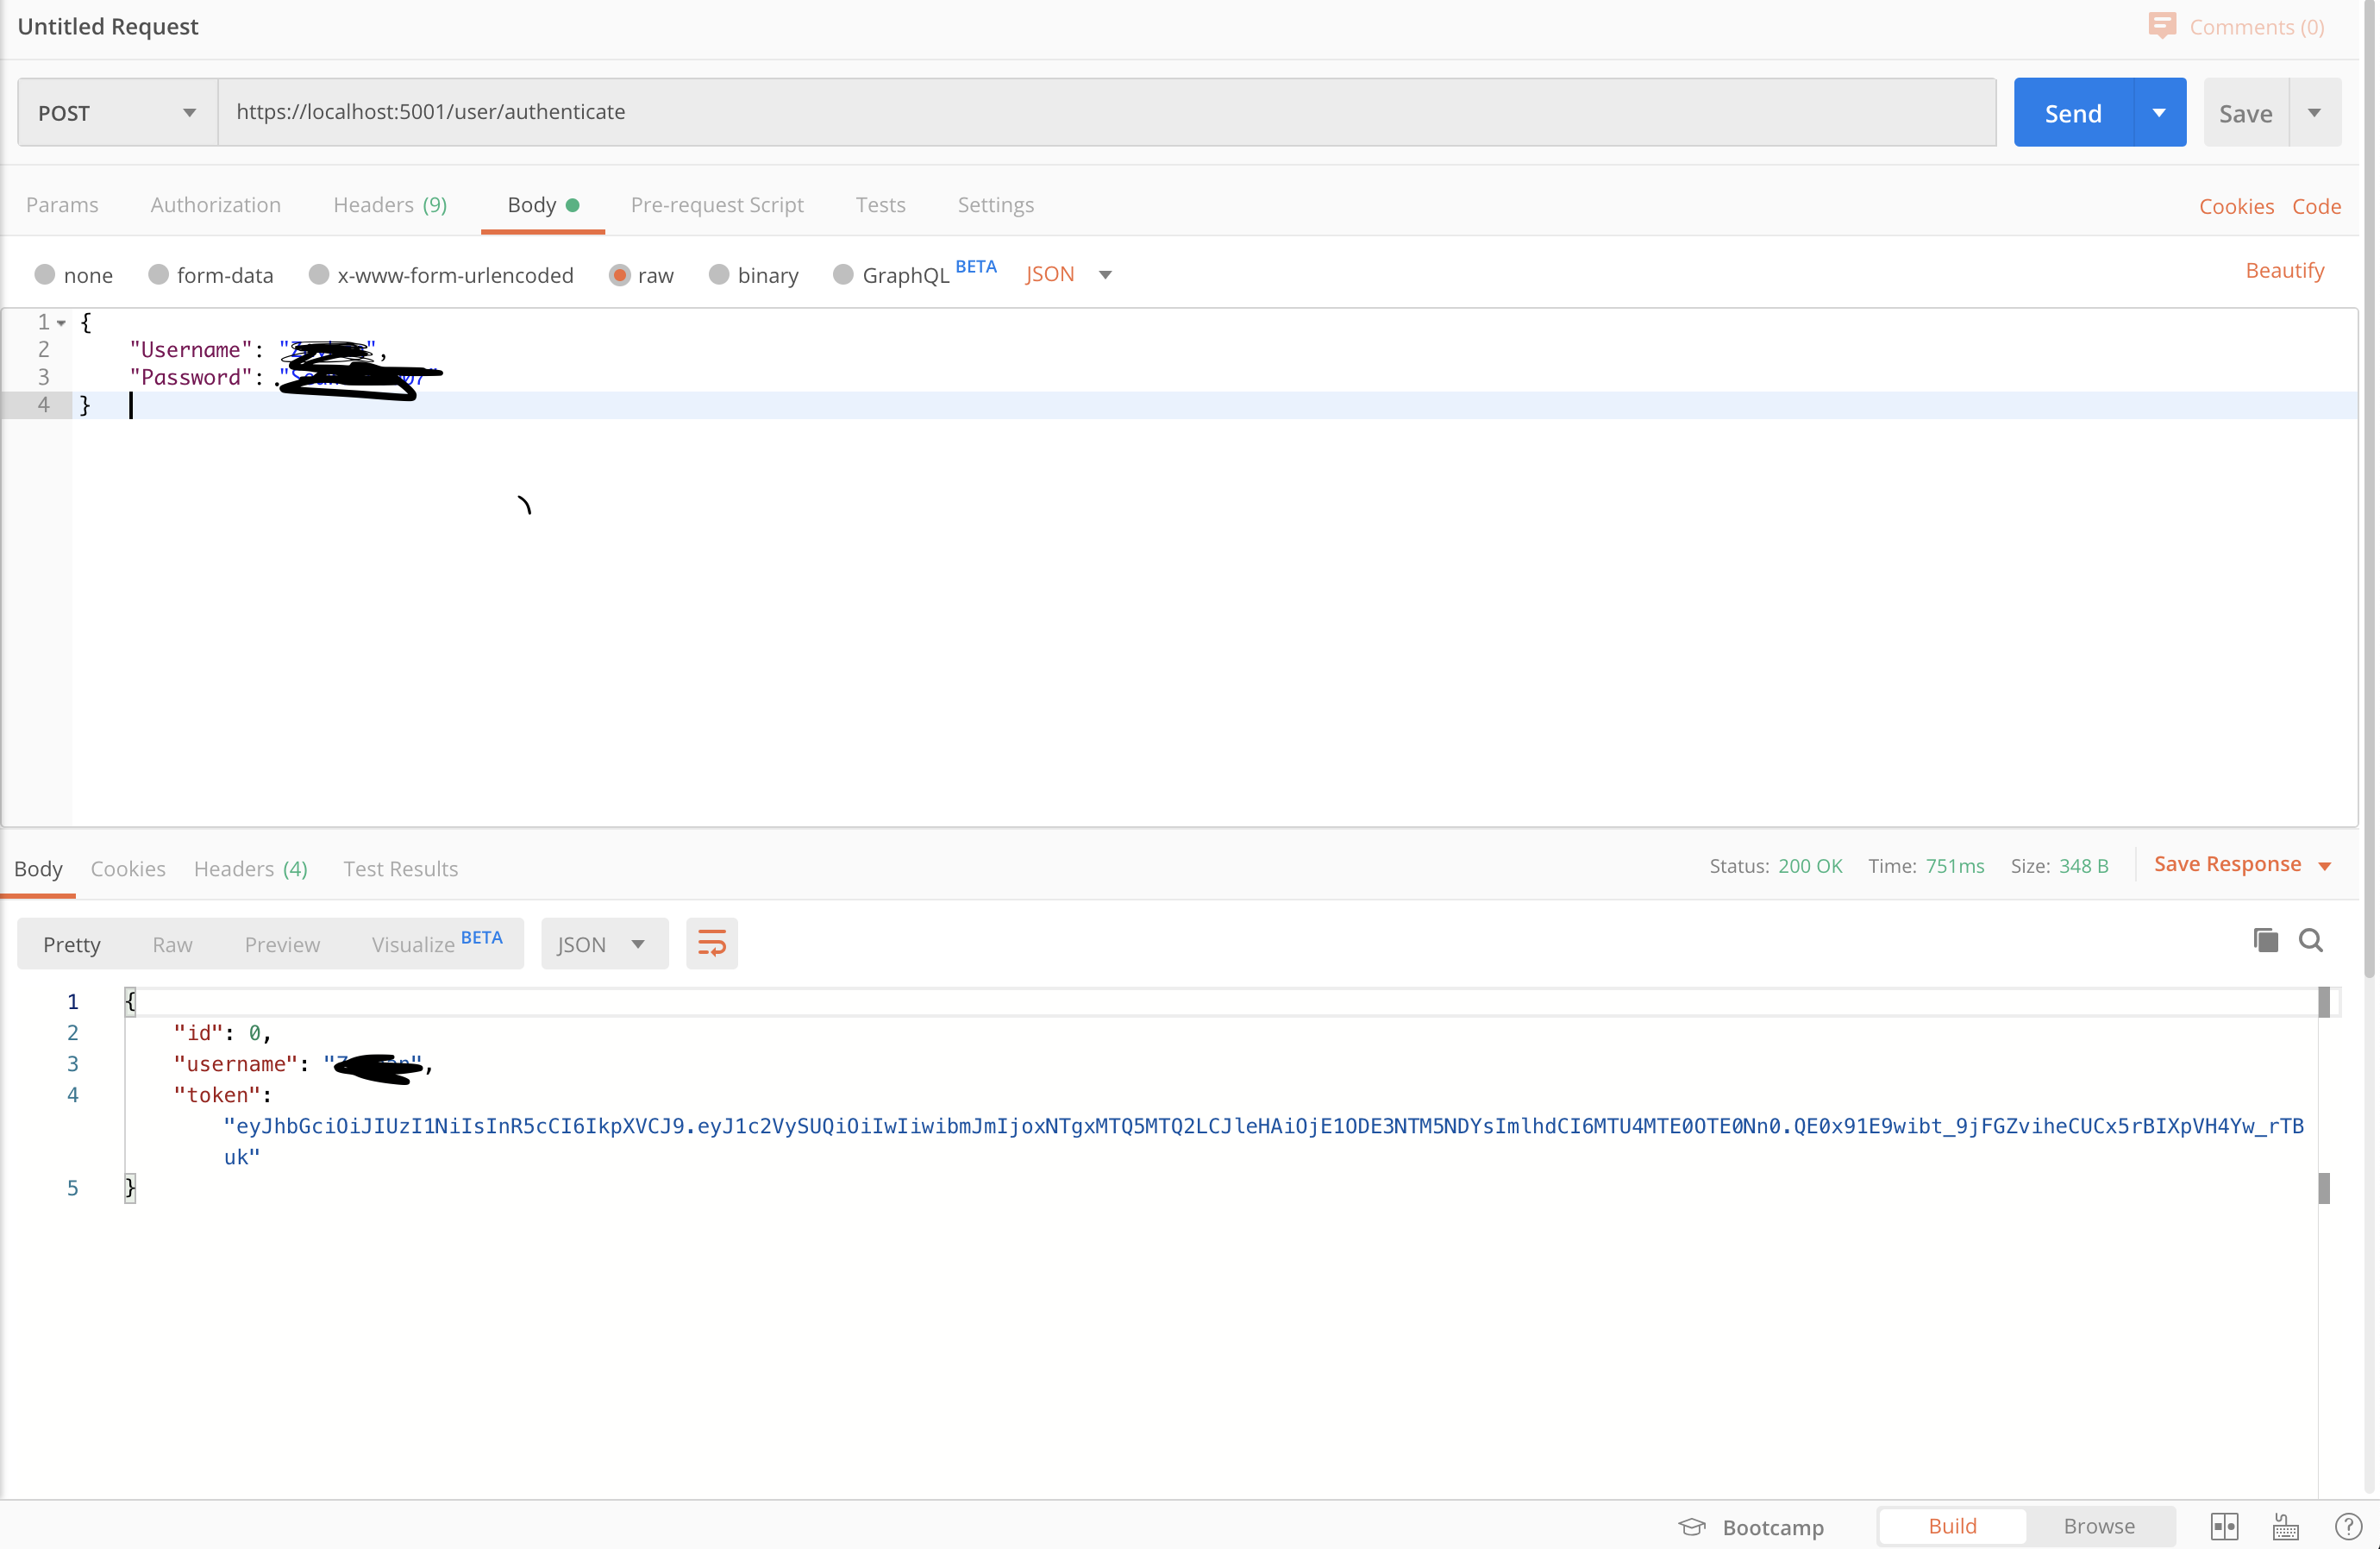 Untitled Request
Comments (0)
POST
https://localhost:5001/user/authenticate
Send
Save
Params Authorization Headers (9) Body Pre-request Script Tests Settings Cookies Code
none form-data x-www-form-urlencoded raw binary GraphQL BETA JSON Beautify
1 {
2 "Username": 
3 "Password": 
4 }
Body Cookies Headers (4) Test Results Status: 200 OK Time: 751ms Size: 348 B Save Response
Pretty Raw Preview Visualize BETA JSON
1 {
2 "id": 0,
3 "username": 
4 "token":
"eyJhbGciOiJIUzI1NiIsInR5cCI6IkpXVCJ9.eyJ1c2VySUQiOiIwIiwibmJmIjoxNTgxMTQ5MTQ2LCJleHAiOjE1ODE3NTM5NDYsImlhdCI6MTU4MTE0OTE0Nn0.QE0x91E9wibt_9jFGZviheCUCx5rBIXpVH4Yw_rTB
uk"
5 }
Bootcamp Build Browse